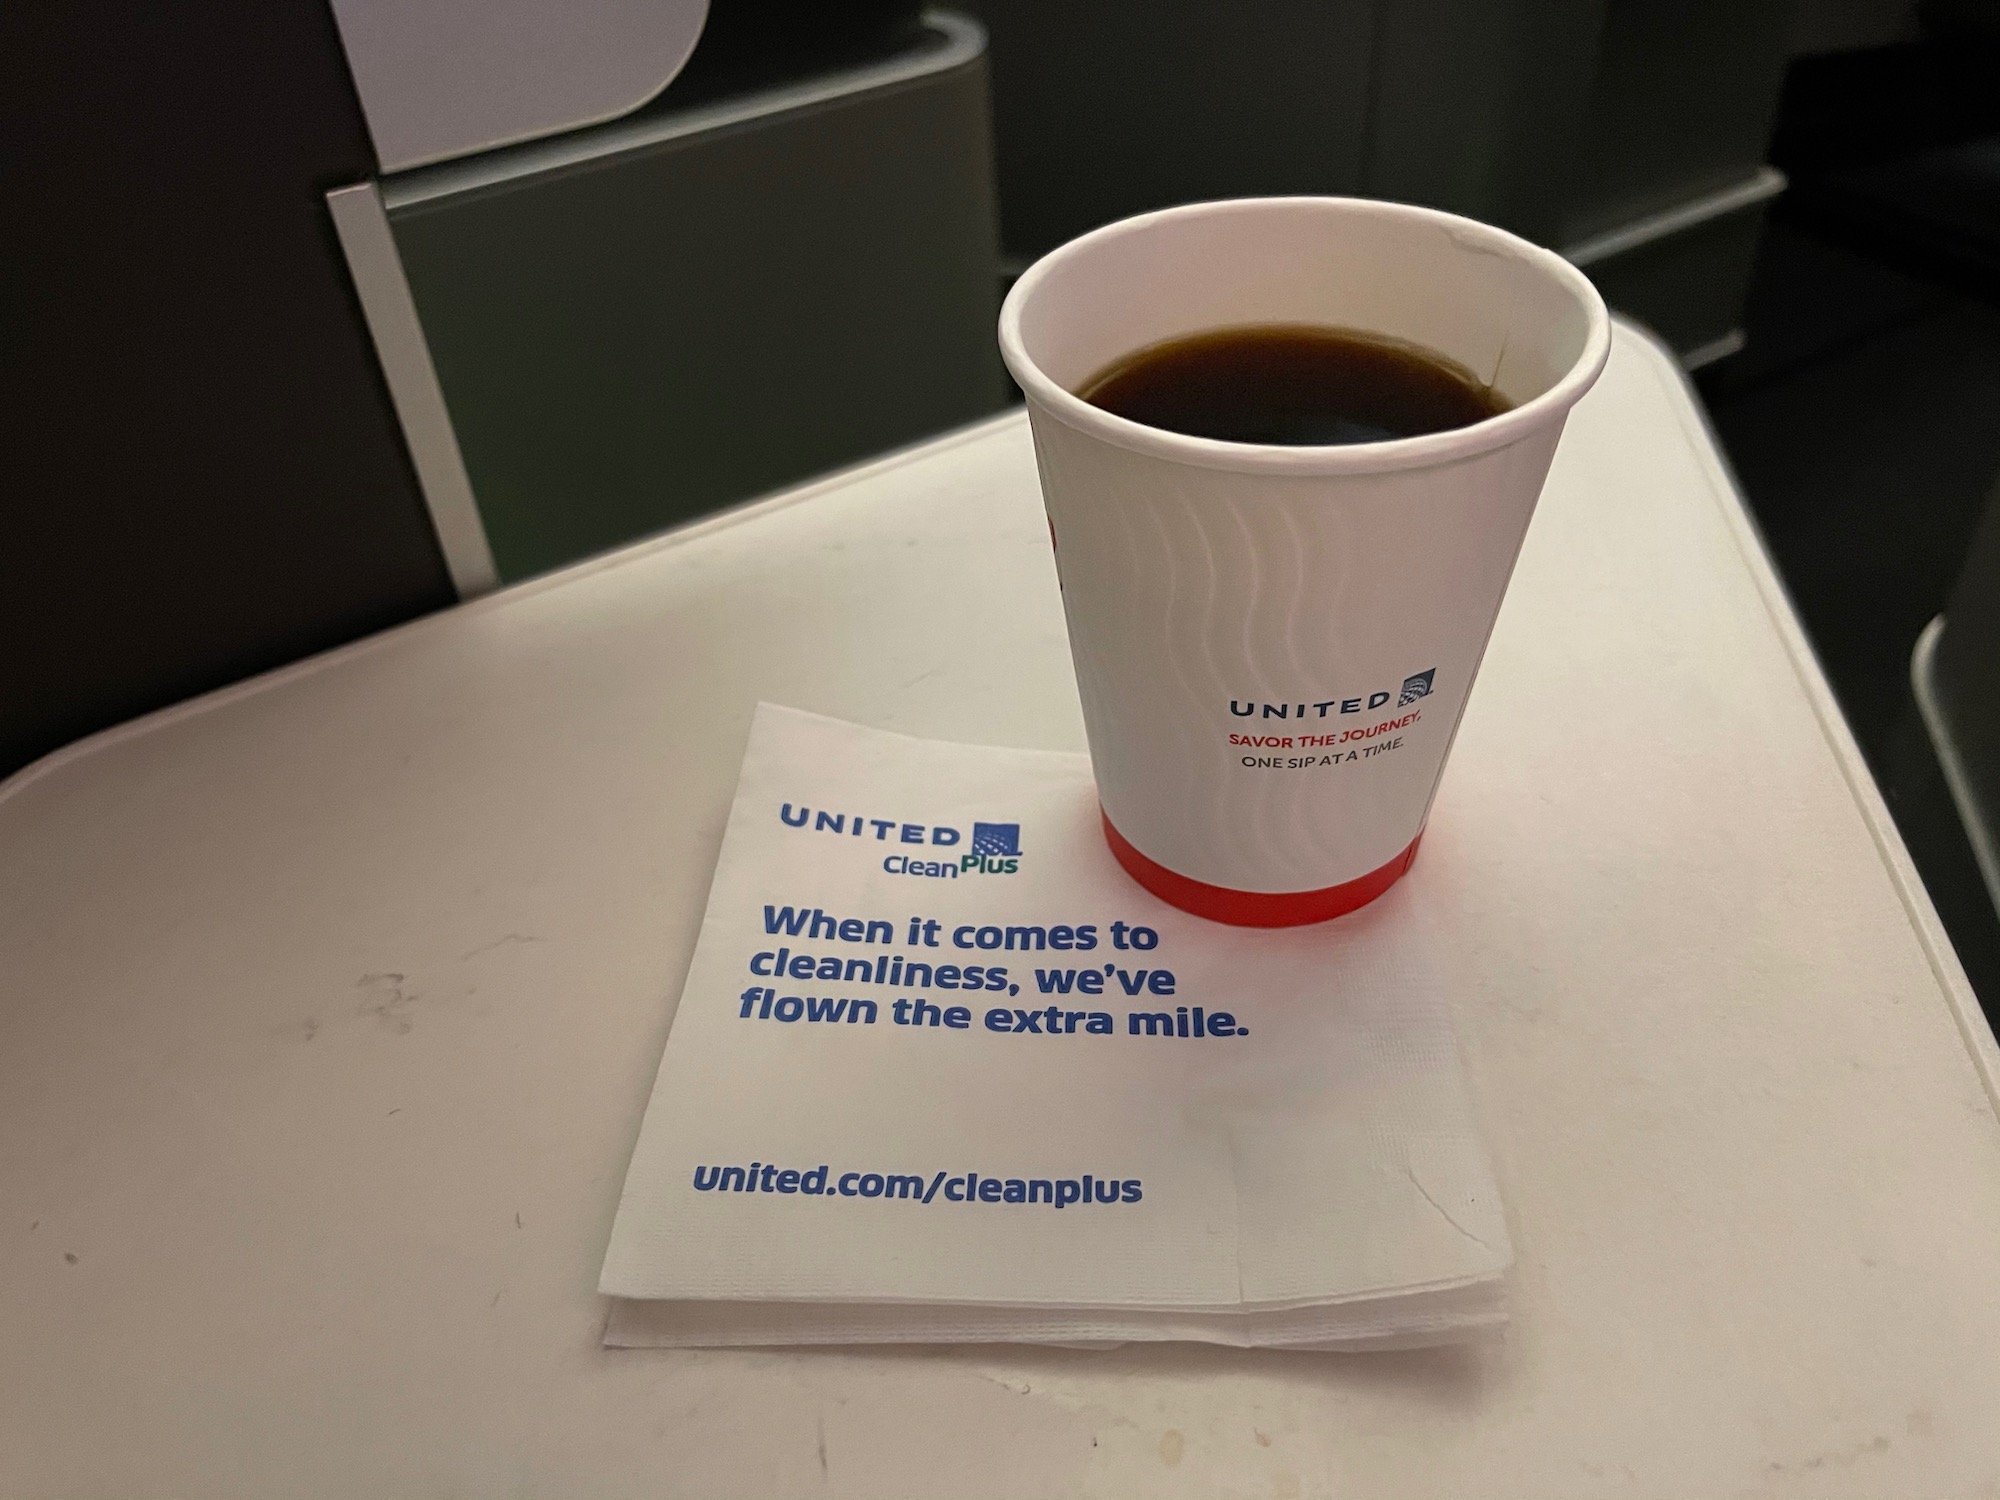 UNITED
SAVOR THE JOURNEY,
ONE SIP AT A TIME.
UNITED
CleanPlus
When it comes to
cleanliness, we've
flown the extra mile.
united.com/cleanplus